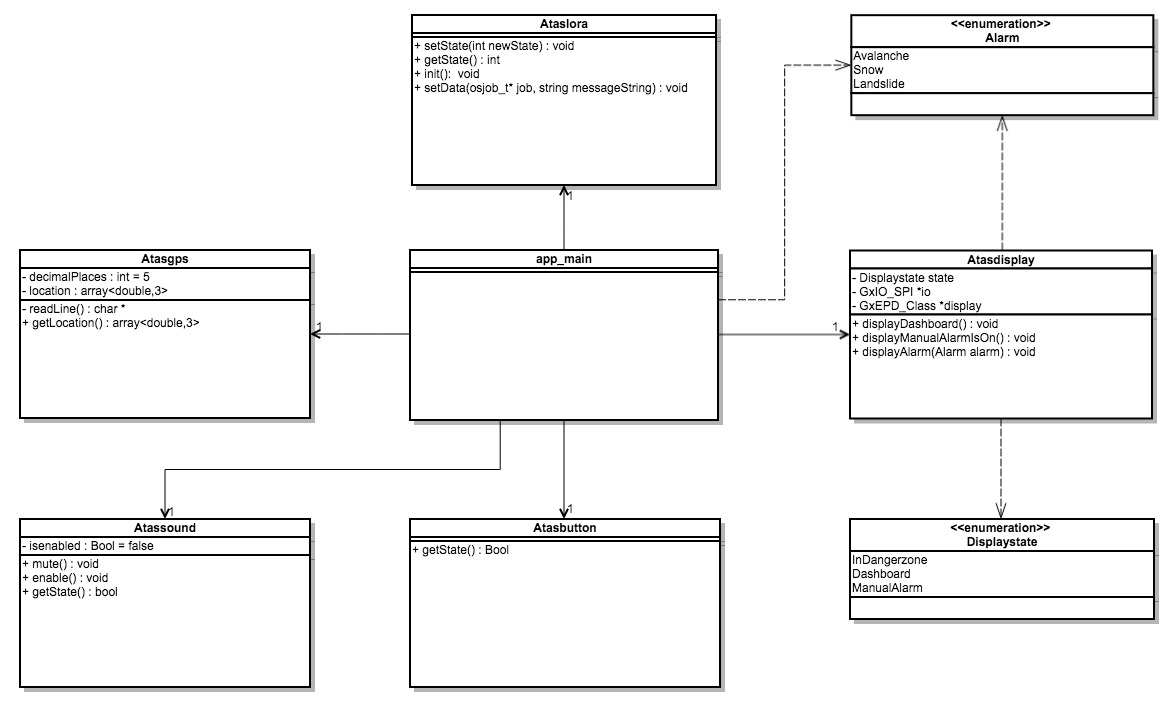 Ataslora
+ setState(int newState) : void
+ getState() : int
+ init():  void
+ setData(osjob_t* job, string messageString) : void
<<enumeration>>
Alarm
Avalanche
Snow
Landslide
1
Atasgps
- decimalPlaces : int = 5
- location : array<double,3>
- readLine() : char *
+ getLocation() : array<double,3>
1
app_main
1
Atasdisplay
- Displaystate state
- GxIO_SPI *io
- GxEPD_Class *display
+ displayDashboard() : void
+ displayManualAlarmIsOn() : void
+ displayAlarm(Alarm alarm) : void
1
Atassound
- isenabled : Bool = false
+ mute() : void
+ enable() : void
+ getState() : bool
1
Atasbutton
+ getState() : Bool
<<enumeration>>
Displaystate
InDangerzone
Dashboard
ManualAlarm